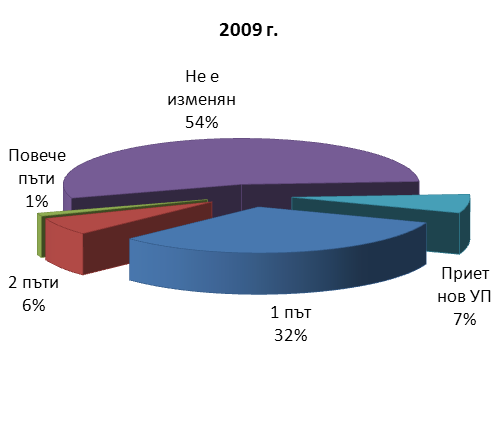 2009 г.
Не е
изменян
54%
Повече
пъти
1%
2 пъти
6%
1 път
32%
Приет
нов УП
7%